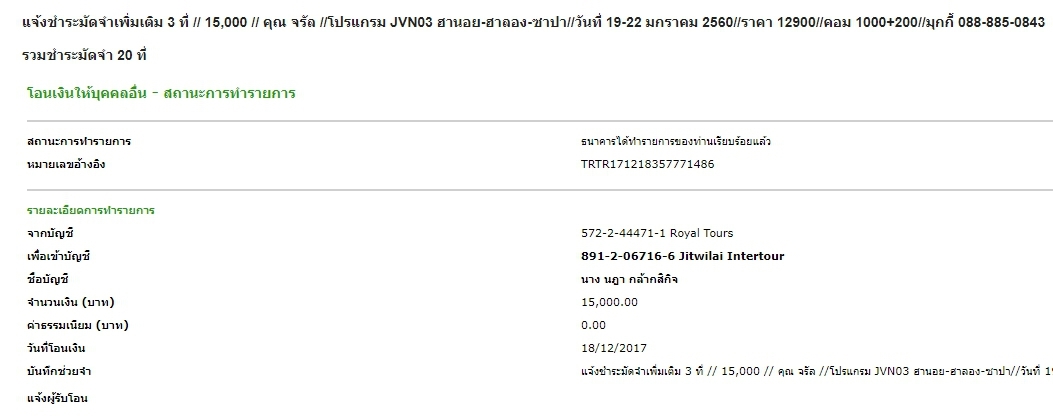 แจ้งชำระมัดจำเพิ่มเติม 3 ที่ // 15,000 // คุณ จรัล //โปรแกรม JVN03 ฮานอย-ฮาลอง-ซาปา//วันที่ 19-22 มกราคม 2560//ราคา 12900//คอม 1000+200//มุกกี้ 088-885-0843
รวมชำระมัดจำ 20 ที่
โอนเงินให้บุคคลอื่น - สถานะการทำรายการ
สถานะการทำรายการ ธนาคารได้ทำรายการของท่านเรียบร้อยแล้ว
หมายเลขอ้างอิง TRTR171218357771486
รายละเอียดการทำรายการ
จากบัญชี 572-2-44471-1 Royal Tours
เพื่อเข้าบัญชี 891-2-06716-6 Jitwilai Intertour
ชื่อบัญชี นาง นฎา กล้ากสิกิจ
จำนวนเงิน (บาท) 15,000.00
ค่าธรรมเนียม (บาท) 0.00
วันที่โอนเงิน 18/12/2017
บันทึกช่วยจำ แจ้งชำระมัดจำเพิ่มเติม 3 ที่ // 15,000 // คุณ จรัล //โปรแกรม JVN03 ฮานอย-ฮาลอง-ซาปา//วันที่ 19
แจ้งผู้รับโอน